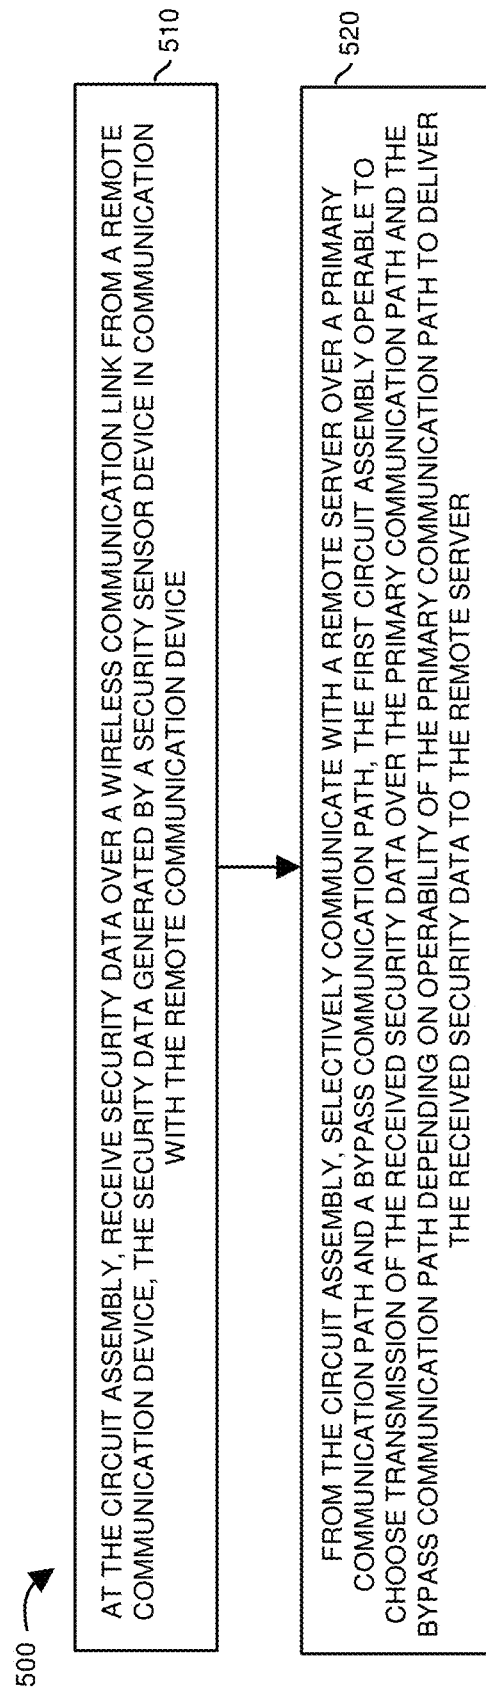 500
510
AT THE CIRCUIT ASSEMBLY, RECEIVE SECURITY DATA OVER A WIRELESS COMMUNICATION LINK FROM A REMOTE
COMMUNICATION DEVICE, THE SECURITY DATA GENERATED BY A SECURITY SENSOR DEVICE IN COMMUNICATION
WITH THE REMOTE COMMUNICATION DEVICE
520
FROM THE CIRCUIT ASSEMBLY, SELECTIVELY COMMUNICATE WITH A REMOTE SERVER OVER A PRIMARY
COMMUNICATION PATH AND A BYPASS COMMUNICATION PATH, THE FIRST CIRCUIT ASSEMBLY OPERABLE TO
CHOOSE TRANSMISSION OF THE RECEIVED SECURITY DATA OVER THE PRIMARY COMMUNICATION PATH AND THE
BYPASS COMMUNICATION PATH DEPENDING ON OPERABILITY OF THE PRIMARY COMMUNICATION PATH TO DELIVER
THE RECEIVED SECURITY DATA TO THE REMOTE SERVER